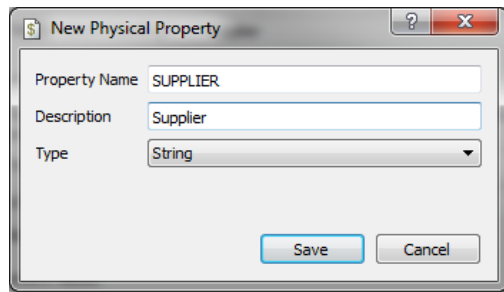 New Physical Property
Property Name SUPPLIER
Description Supplier
Type String
Save Cancel